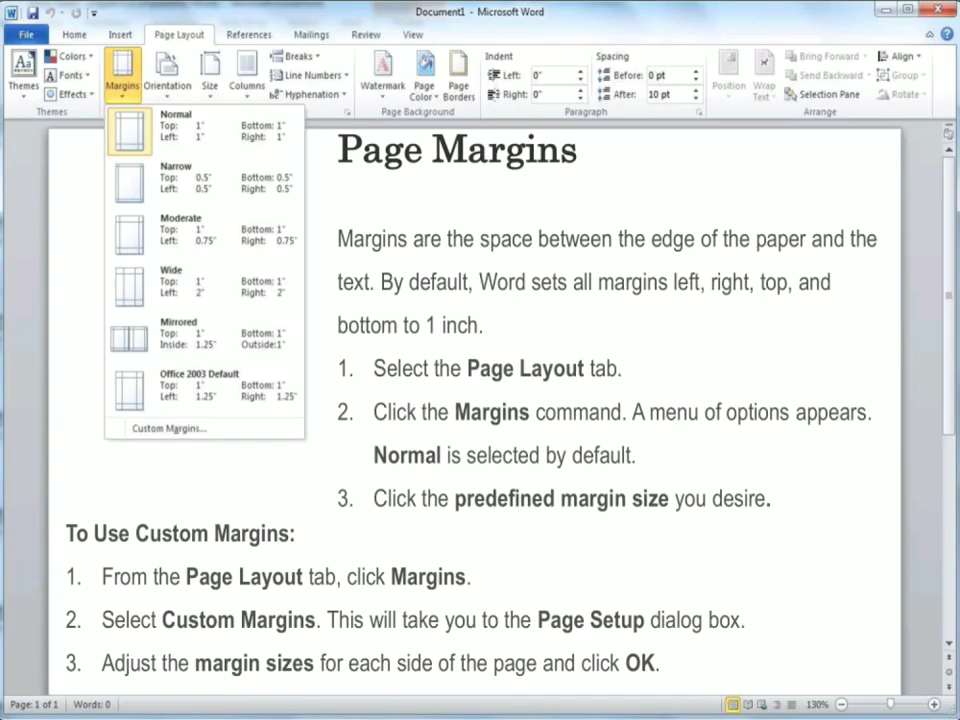 Document1 - Microsoft Word
File Home Insert Page Layout References Mailings Review View
Themes
Colors
Fonts
Effects
Themes
Margins
Orientation
Size
Columns
Breaks
Line Numbers
Hyphenation
Watermark
Page Color
Page Borders
Page Background
Indent
Left: 0"
Right: 0"
Spacing
Before: 0 pt
After: 10 pt
Paragraph
Position
Wrap Text
Bring Forward
Send Backward
Selection Pane
Align
Group
Rotate
Arrange
Normal
Top: 1" Bottom: 1"
Left: 1" Right: 1"
Narrow
Top: 0.5" Bottom: 0.5"
Left: 0.5" Right: 0.5"
Moderate
Top: 1" Bottom: 1"
Left: 0.75" Right: 0.75"
Wide
Top: 1" Bottom: 1"
Left: 2" Right: 2"
Mirrored
Top: 1" Bottom: 1"
Inside: 1.25" Outside: 1"
Office 2003 Default
Top: 1" Bottom: 1"
Left: 1.25" Right: 1.25"
Custom Margins...
Page Margins
Margins are the space between the edge of the paper and the
text. By default, Word sets all margins left, right, top, and
bottom to 1 inch.
1. Select the Page Layout tab.
2. Click the Margins command. A menu of options appears.
Normal is selected by default.
3. Click the predefined margin size you desire.
To Use Custom Margins:
1. From the Page Layout tab, click Margins.
2. Select Custom Margins. This will take you to the Page Setup dialog box.
3. Adjust the margin sizes for each side of the page and click OK.
Page: 1 of 1 Words: 0 130%